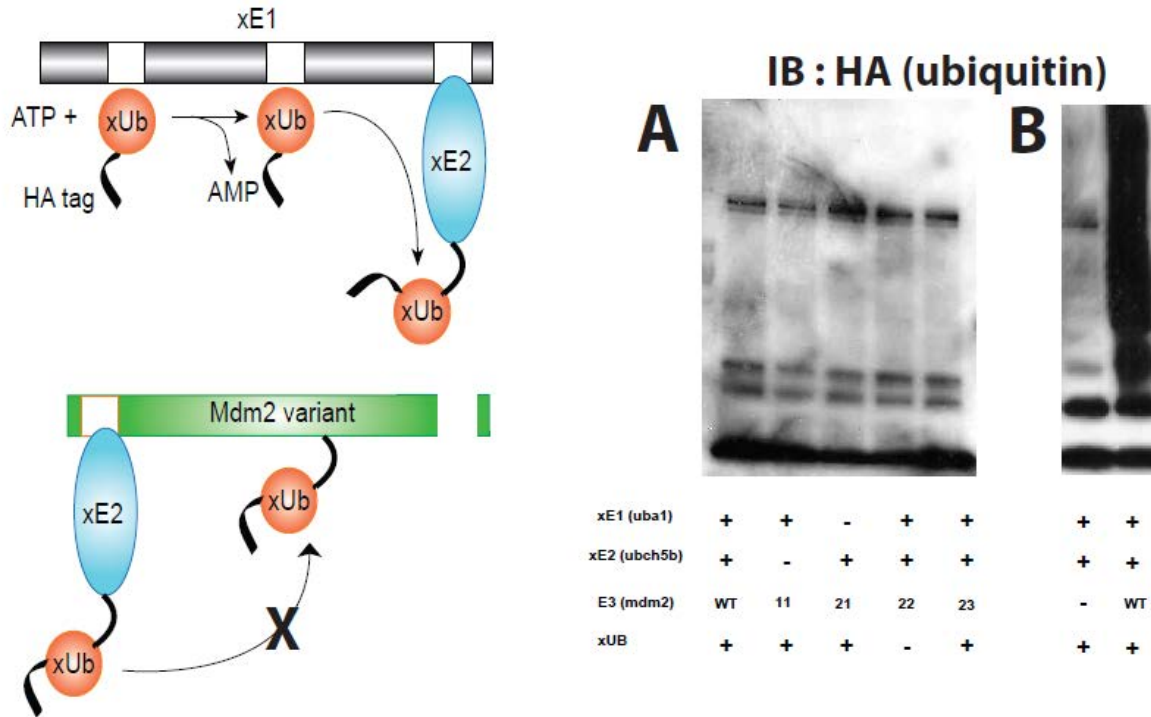 xE1
ATP +
xUb
xUb
xE2
HA tag
AMP
xUb
Mdm2 variant
xUb
xE2
X
xUb
IB : HA (ubiquitin)
A
B
xE1 (uba1) + + - + + + +
xE2 (ubch5b) + - + + + + +
E3 (mdm2) WT 11 21 22 23 - WT
xUB + + + - + + +